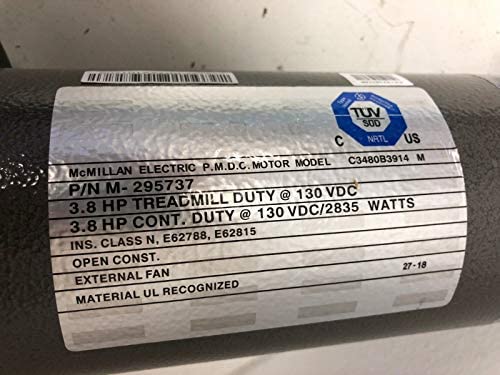 TUV
SÜD
C NRTL US
McMILLAN ELECTRIC P.M.D.C. MOTOR MODEL C3480B3914 M
P/N M- 295737
3.8 HP TREADMILL DUTY @ 130 VDC
3.8 HP CONT. DUTY @ 130 VDC/2835 WATTS
INS. CLASS N, E62788, E62815
OPEN CONST.
EXTERNAL FAN 27-18
MATERIAL UL RECOGNIZED